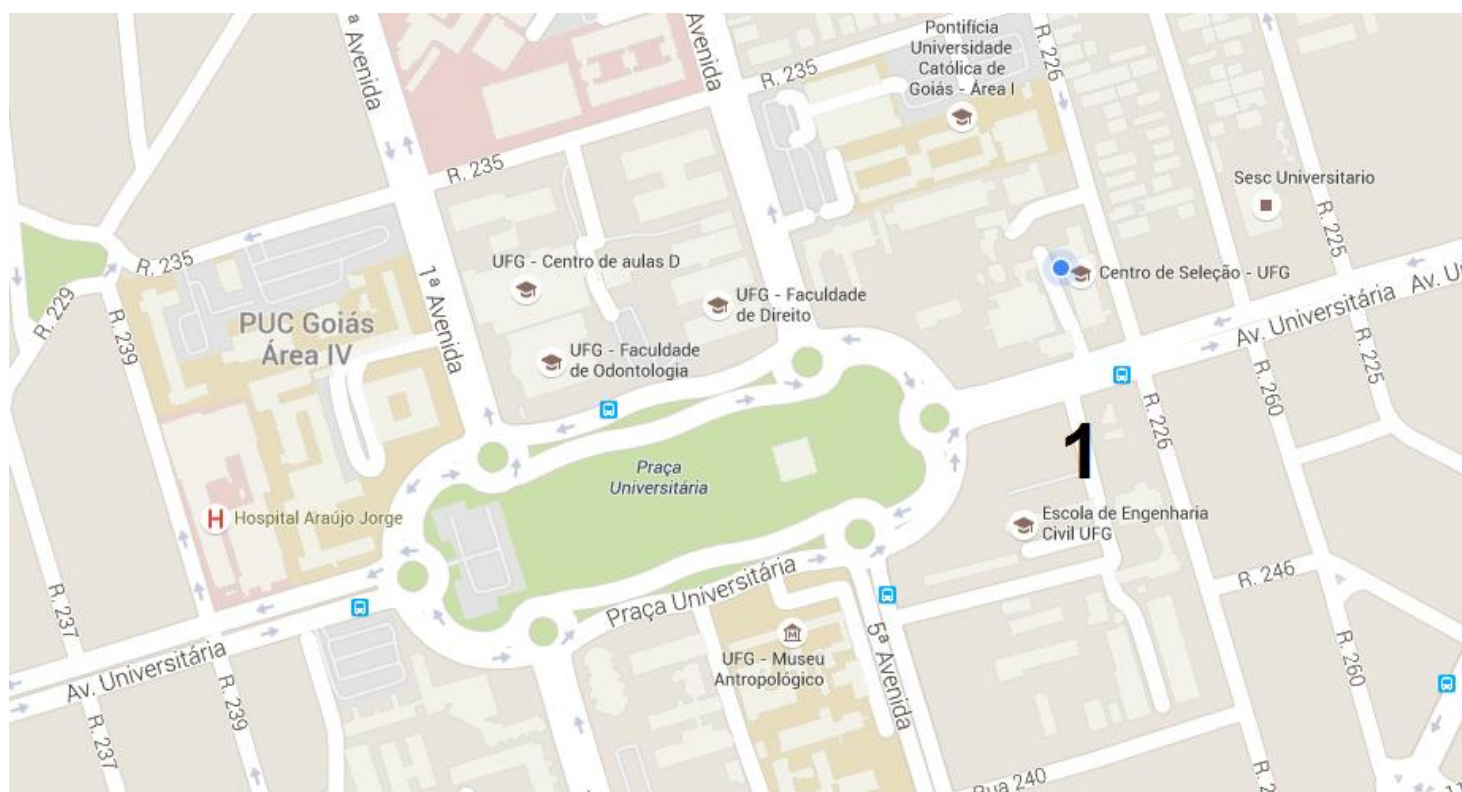 1ª Avenida
Avenida
Pontifícia
Universidade
Católica de
Goiás - Área I
R. 226
R. 235
R. 235
Sesc Universitario
R. 225
R. 235
UFG - Centro de aulas D
1ª Avenida
Centro de Seleção - UFG
UFG - Faculdade
de Direito
R. 229
R. 239
PUC Goiás
Área IV
Av. Universitária
Av. U
UFG - Faculdade
de Odontologia
R. 225
R. 260
R. 226
1
Praça
Universitária
H Hospital Araújo Jorge
Escola de Engenharia
Civil UFG
R. 237
Praça Universitária
R. 246
M
UFG - Museu
Antropológico
5ª Avenida
Av. Universitária
R. 239
R. 260
R. 237
Rua 240
R. 2